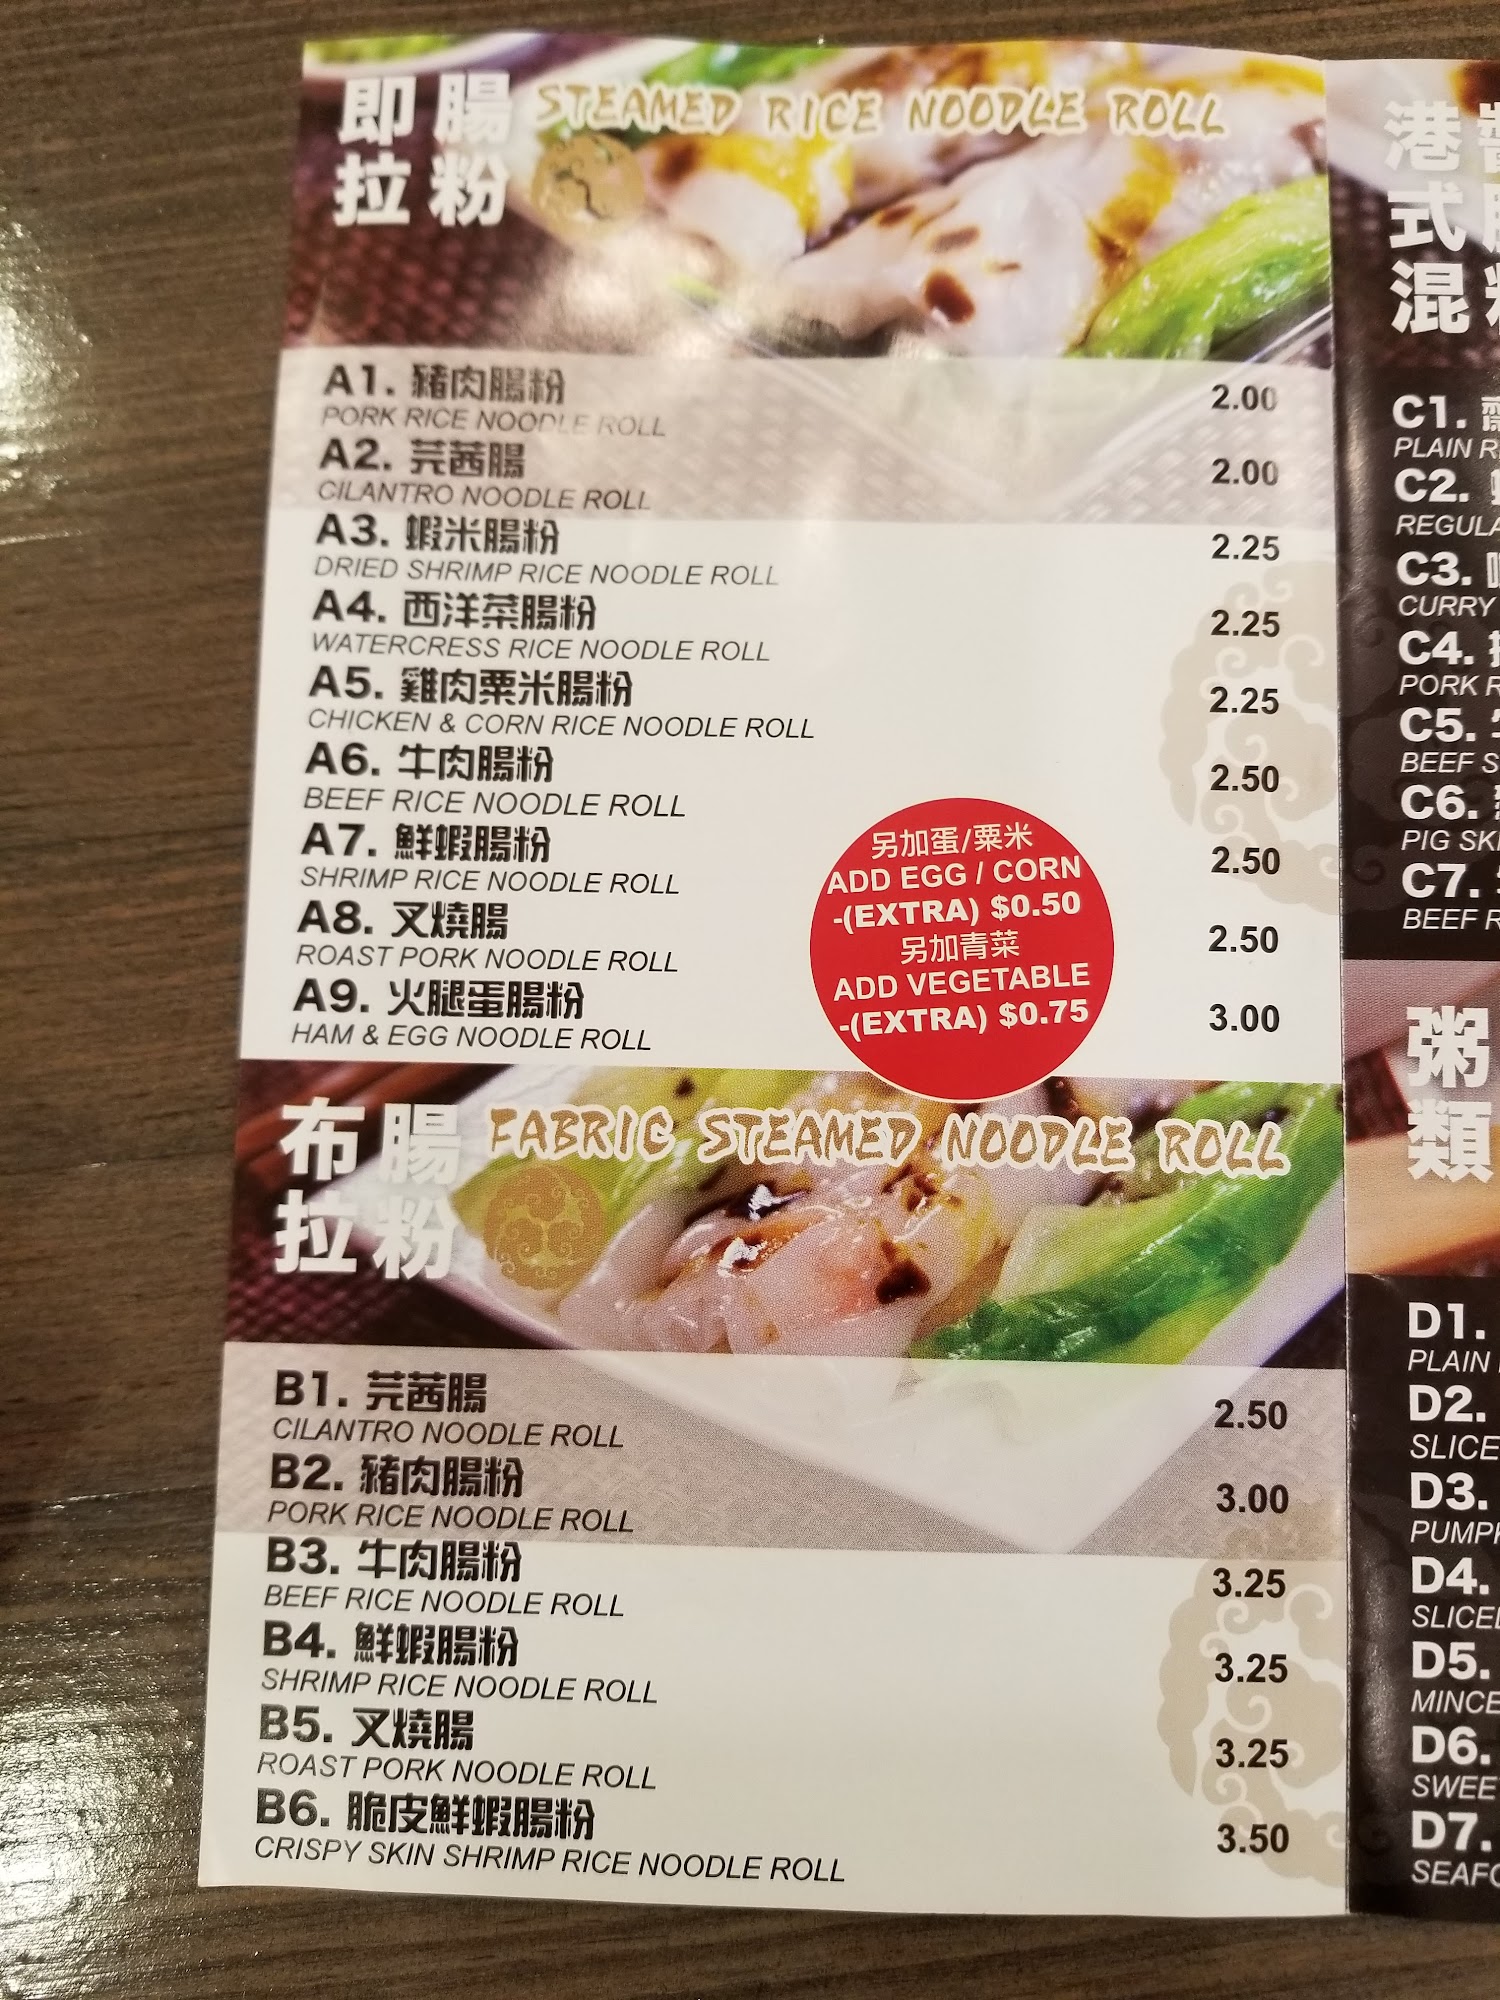 即拉 腸粉
STEAMED RICE NOODLE ROLL
A1. 豬肉腸粉 2.00
PORK RICE NOODLE ROLL
A2. 芫茜腸 2.00
CILANTRO NOODLE ROLL
A3. 蝦米腸粉 2.25
DRIED SHRIMP RICE NOODLE ROLL
A4. 西洋菜腸粉 2.25
WATERCRESS RICE NOODLE ROLL
A5. 雞肉粟米腸粉 2.25
CHICKEN & CORN RICE NOODLE ROLL
A6. 牛肉腸粉 2.50
BEEF RICE NOODLE ROLL
A7. 鮮蝦腸粉 2.50
SHRIMP RICE NOODLE ROLL
A8. 叉燒腸 2.50
ROAST PORK NOODLE ROLL
A9. 火腿蛋腸粉 3.00
HAM & EGG NOODLE ROLL
另加蛋/粟米
ADD EGG / CORN
-(EXTRA) $0.50
另加青菜
ADD VEGETABLE
-(EXTRA) $0.75
布拉 腸粉
FABRIC STEAMED NOODLE ROLL
B1. 芫茜腸 2.50
CILANTRO NOODLE ROLL
B2. 豬肉腸粉 3.00
PORK RICE NOODLE ROLL
B3. 牛肉腸粉 3.25
BEEF RICE NOODLE ROLL
B4. 鮮蝦腸粉 3.25
SHRIMP RICE NOODLE ROLL
B5. 叉燒腸 3.25
ROAST PORK NOODLE ROLL
B6. 脆皮鮮蝦腸粉 3.50
CRISPY SKIN SHRIMP RICE NOODLE ROLL
港式混
C1.
PLAIN
C2.
C3.
CURRY
C4.
PORK
C5.
BEEF
C6.
PIG
C7.
BEEF
粥類
D1.
PLAIN
D2.
D3.
D4.
D5.
D6.
D7.